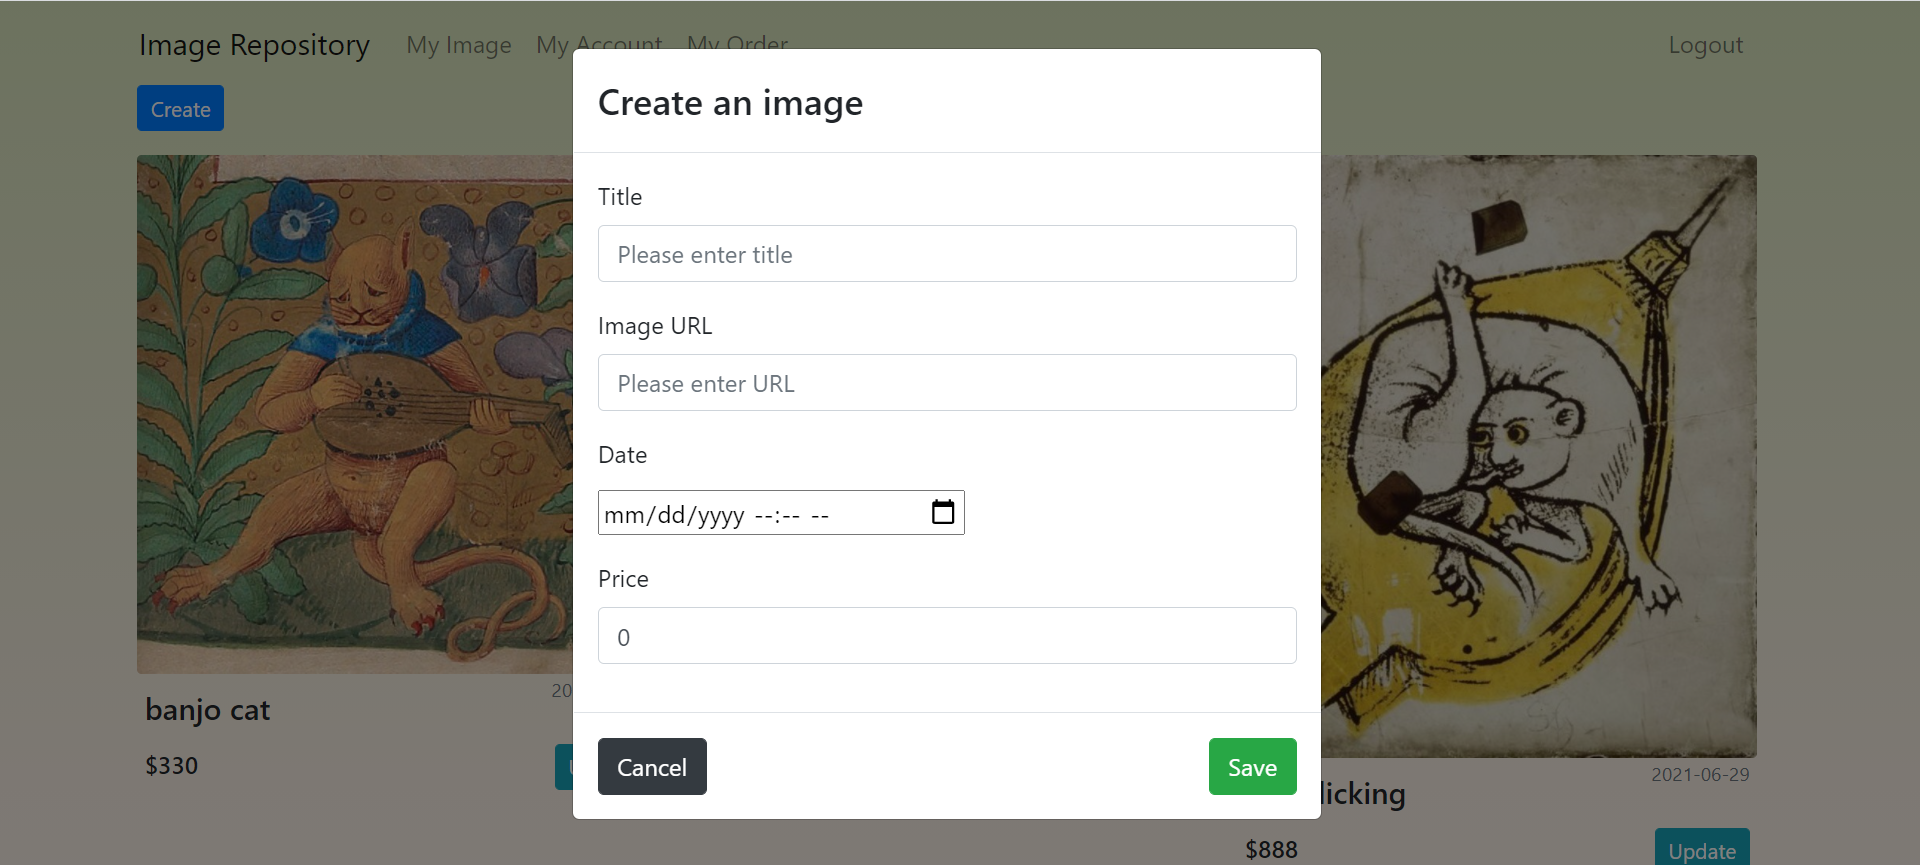 Image Repository My Image My Account My Order Logout
Create
Create an image
Title
Please enter title
Image URL
Please enter URL
Date
mm/dd/yyyy --:-- --
Price
0
Cancel Save
banjo cat
$330
licking
2021-06-29
$888
Update